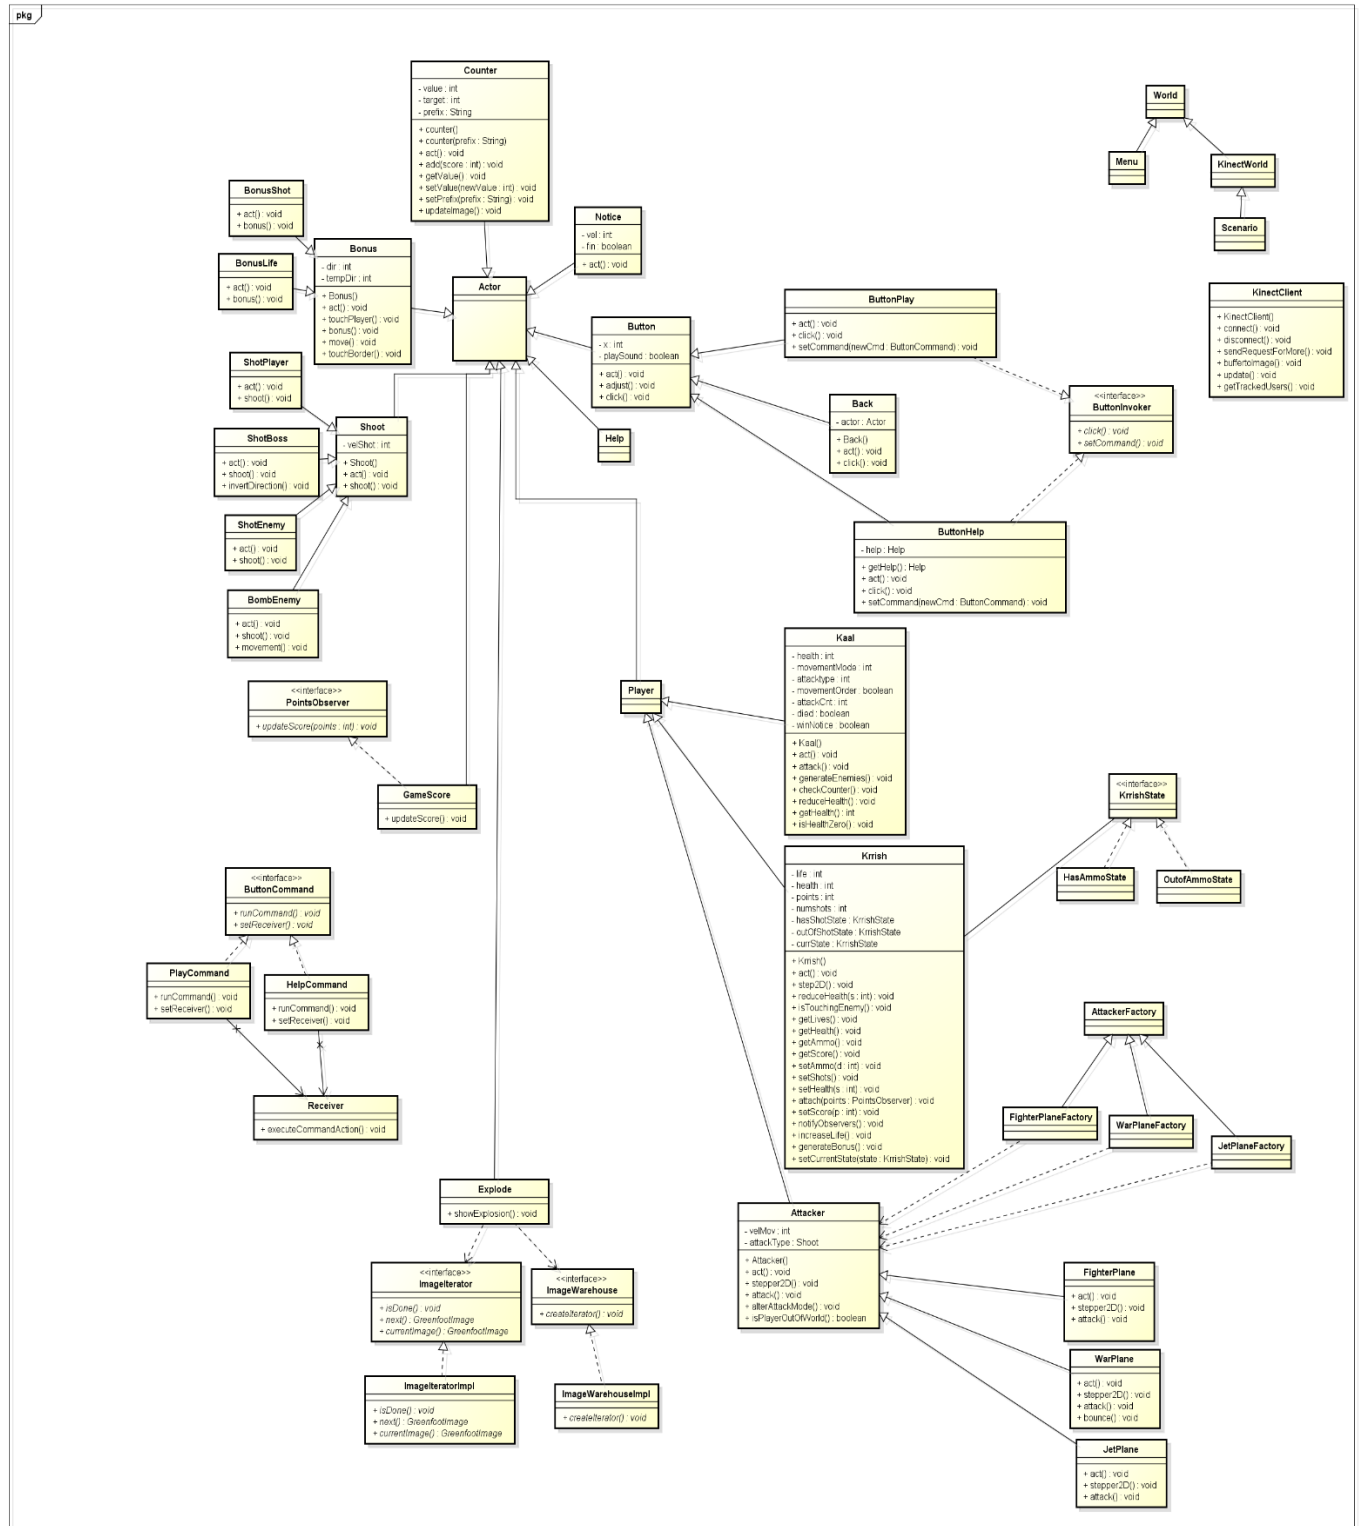 pkg
Counter
- value : int
- target : int
- prefix : String
+ counter()
+ counter(prefix : String)
+ act() : void
+ add(score : int) : void
+ getValue() : void
+ setValue(newValue : int) : void
+ setPrefix(prefix : String) : void
+ updateImage() : void
World
Menu
KinectWorld
Scenario
KinectClient
+ KinectClient()
+ connect() : void
+ disconnect() : void
+ sendRequestForMore() : void
+ buffertoImage() : void
+ update() : void
+ getTrackedUsers() : void
BonusShot
+ act() : void
+ bonus() : void
BonusLife
+ act() : void
+ bonus() : void
Bonus
- dir : int
- tempDir : int
+ Bonus()
+ act() : void
+ touchPlayer() : void
+ bonus() : void
+ move() : void
+ touchBorder() : void
Notice
- vel : int
- fin : boolean
+ act() : void
Actor
Button
- x : int
- playSound : boolean
+ act() : void
+ adjust() : void
+ click() : void
ButtonPlay
+ act() : void
+ click() : void
+ setCommand(newCmd : ButtonCommand) : void
Back
- actor : Actor
+ Back()
+ act() : void
+ click() : void
<<interface>>
ButtonInvoker
+ click() : void
+ setCommand() : void
Help
ShotPlayer
+ act() : void
+ shoot() : void
ShotBoss
+ act() : void
+ shoot() : void
+ invertDirection() : void
Shoot
- velShot : int
+ Shoot()
+ act() : void
+ shoot() : void
ShotEnemy
+ act() : void
+ shoot() : void
BombEnemy
+ act() : void
+ shoot() : void
+ movement() : void
ButtonHelp
- help : Help
+ getHelp() : Help
+ act() : void
+ click() : void
+ setCommand(newCmd : ButtonCommand) : void
<<interface>>
PointsObserver
+ updateScore(points : int) : void
GameScore
+ updateScore() : void
Player
Kaal
- health : int
- movementMode : int
- attacktype : int
- movementOrder : boolean
- attackCnt : int
- died : boolean
- winNotice : boolean
+ Kaal()
+ act() : void
+ attack() : void
+ generateEnemies() : void
+ checkCounter() : void
+ reduceHealth() : void
+ getHealth() : int
+ isHealthZero() : void
<<interface>>
KrrishState
HasAmmoState
OutofAmmoState
Krrish
- life : int
- health : int
- points : int
- numshots : int
- hasShotState : KrrishState
- outOfShotState : KrrishState
- currState : KrrishState
+ Krrish()
+ act() : void
+ step2D() : void
+ reduceHealth(s : int) : void
+ isTouchingEnemy() : void
+ getLives() : void
+ getHealth() : void
+ getAmmo() : void
+ getScore() : void
+ setAmmo(d : int) : void
+ setShots() : void
+ setHealth(s : int) : void
+ attach(points : PointsObserver) : void
+ setScore(p : int) : void
+ notifyObservers() : void
+ increaseLife() : void
+ generateBonus() : void
+ setCurrentState(state : KrrishState) : void
<<interface>>
ButtonCommand
+ runCommand() : void
+ setReceiver() : void
PlayCommand
+ runCommand() : void
+ setReceiver() : void
HelpCommand
+ runCommand() : void
+ setReceiver() : void
Receiver
+ executeCommandAction() : void
AttackerFactory
FighterPlaneFactory
WarPlaneFactory
JetPlaneFactory
Explode
+ showExplosion() : void
<<interface>>
ImageIterator
+ isDone() : void
+ next() : GreenfootImage
+ currentImage() : GreenfootImage
<<interface>>
ImageWarehouse
+ createIterator() : void
ImageIteratorImpl
+ isDone() : void
+ next() : GreenfootImage
+ currentImage() : GreenfootImage
ImageWarehouseImpl
+ createIterator() : void
Attacker
- velMov : int
- attackType : Shoot
+ Attacker()
+ act() : void
+ stepper2D() : void
+ attack() : void
+ alterAttackMode() : void
+ isPlayerOutOfWorld() : boolean
FighterPlane
+ act() : void
+ stepper2D() : void
+ attack() : void
WarPlane
+ act() : void
+ stepper2D() : void
+ attack() : void
+ bounce() : void
JetPlane
+ act() : void
+ stepper2D() : void
+ attack() : void